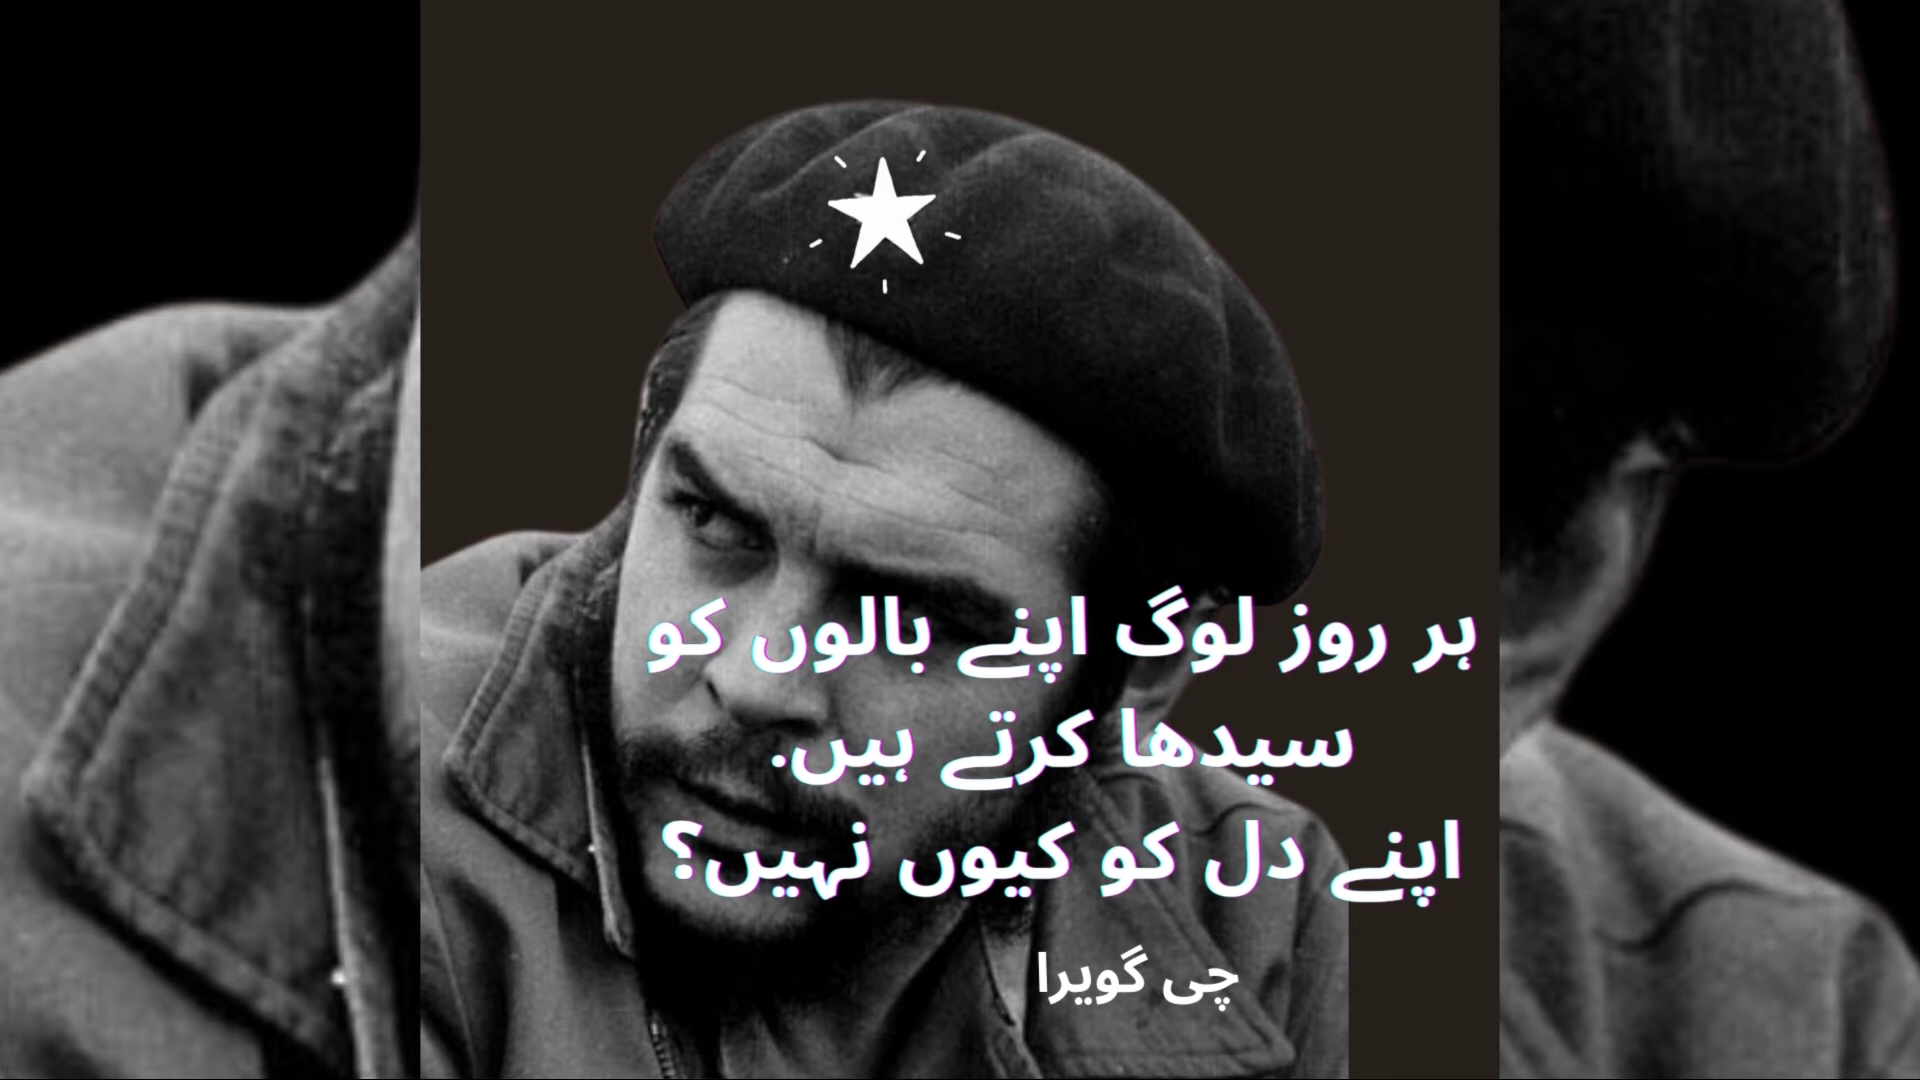 ہر روز لوگ اپنے بالوں کو
سیدھا کرتے ہیں.
اپنے دل کو کیوں نہیں؟
چی گویرا